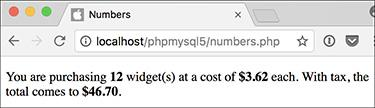 Numbers
localhost/phpmysql5/numbers.php
You are purchasing 12 widget(s) at a cost of $3.62 each. With tax, the
total comes to $46.70.